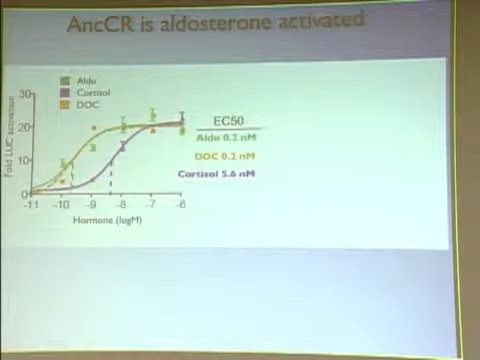 AncCR is aldosterone activated
Aldo
Cortisol
DOC
Fold LUC activation
30
20
10
0
-11 -10 -9 -8 -7 -6
Hormone (logM)
EC50
Aldo 0.2 nM
DOC 0.2 nM
Cortisol 5.6 nM